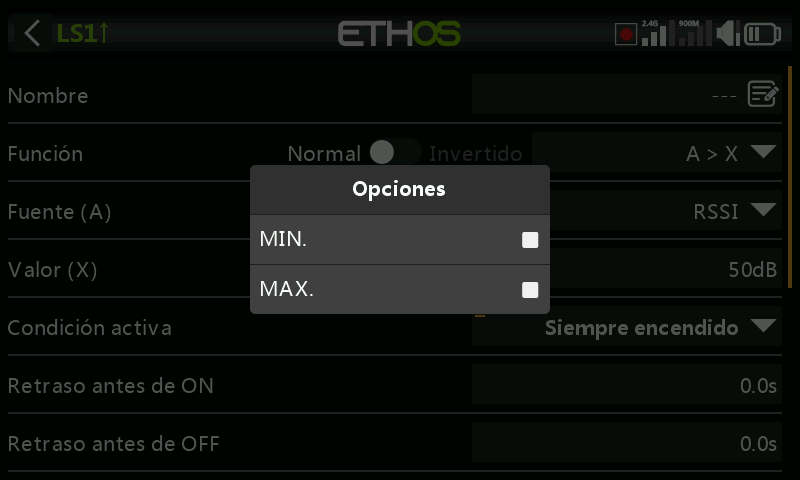 LS1↑ ETHOS 2.4G 900M
Nombre ---
Función Normal Invertido A > X
Opciones
Fuente (A) RSSI
MIN.
Valor (X) 50dB
MAX.
Condición activa Siempre encendido
Retraso antes de ON 0.0s
Retraso antes de OFF 0.0s